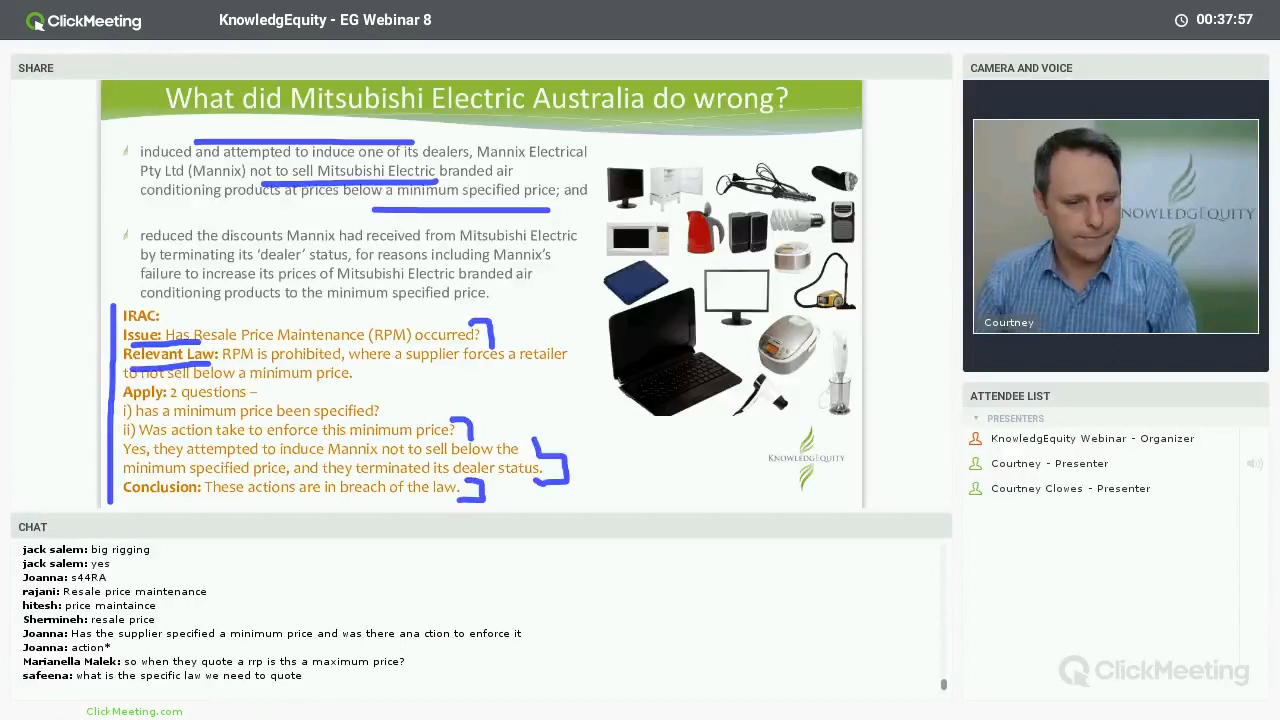 ClickMeeting
KnowledgEquity - EG Webinar 8
00:37:57
SHARE
What did Mitsubishi Electric Australia do wrong?
induced and attempted to induce one of its dealers, Mannix Electrical
Pty Ltd (Mannix) not to sell Mitsubishi Electric branded air
conditioning products at prices below a minimum specified price; and
reduced the discounts Mannix had received from Mitsubishi Electric
by terminating its 'dealer' status, for reasons including Mannix's
failure to increase its prices of Mitsubishi Electric branded air
conditioning products to the minimum specified price.
IRAC:
Issue: Has Resale Price Maintenance (RPM) occurred?
Relevant Law: RPM is prohibited, where a supplier forces a retailer
to not sell below a minimum price.
Apply: 2 questions –
i) has a minimum price been specified?
ii) Was action take to enforce this minimum price?
Yes, they attempted to induce Mannix not to sell below the
minimum specified price, and they terminated its dealer status.
Conclusion: These actions are in breach of the law.
KNOWLEDGEQUITY
CAMERA AND VOICE
KNOWLEDGEQUITY
Courtney
ATTENDEE LIST
PRESENTERS
KnowledgEquity Webinar - Organizer
Courtney - Presenter
Courtney Clowes - Presenter
CHAT
jack salem: big rigging
jack salem: yes
Joanna: s44RA
rajani: Resale price maintenance
hitesh: price maintaince
Shermineh: resale price
Joanna: Has the supplier specified a minimum price and was there ana ction to enforce it
Joanna: action*
Marianella Malek: so when they quote a rrp is ths a maximum price?
safeena: what is the specific law we need to quote
ClickMeeting
ClickMeeting.com